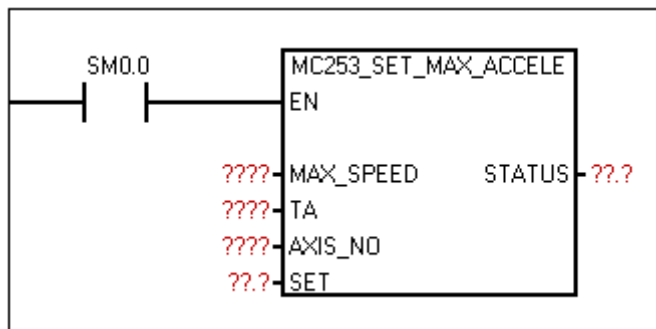 SM0.0
MC253_SET_MAX_ACCELE
EN
????
MAX_SPEED
STATUS
??.?
????
TA
????
AXIS_NO
??.?
SET